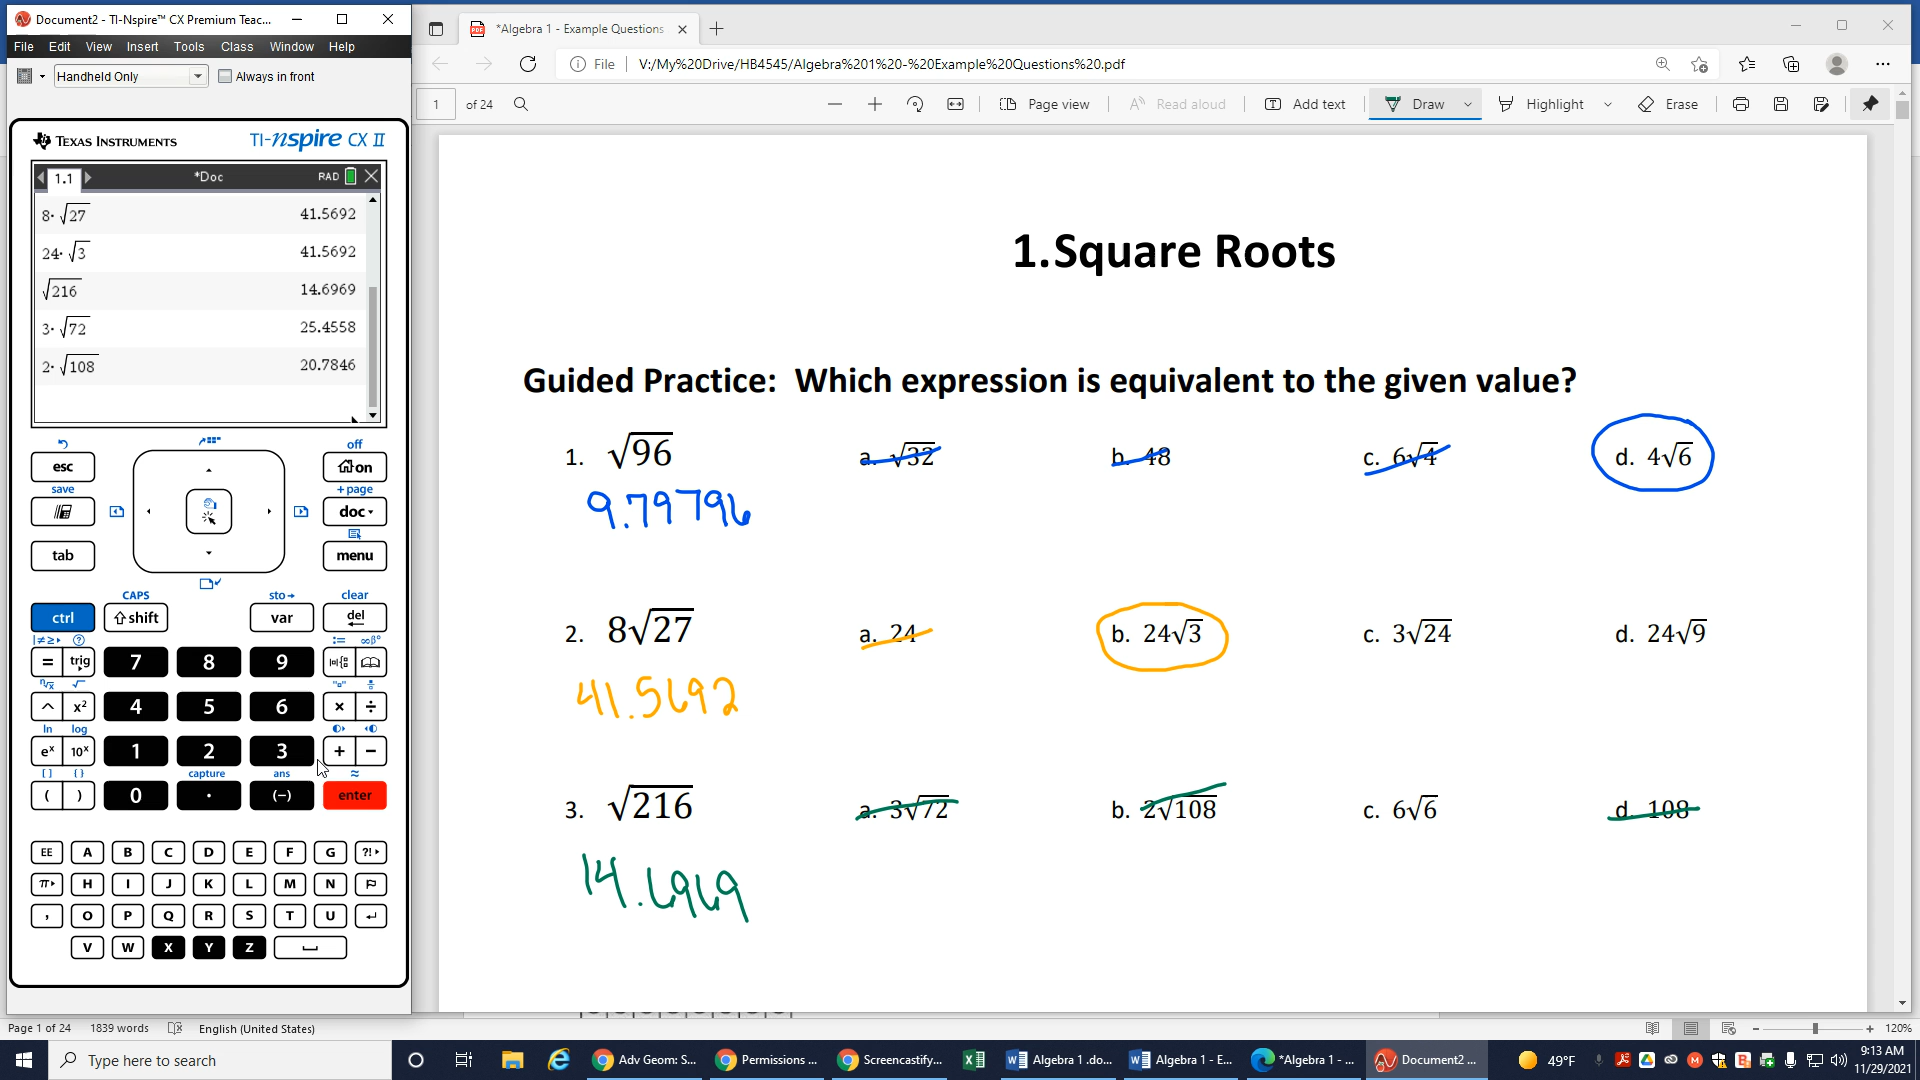 Document2 - TI-Nspire™ CX Premium Teac...
File Edit View Insert Tools Class Window Help
Handheld Only
Always in front
TEXAS INSTRUMENTS
TI-nspire CX II
1.1 *Doc RAD
8·√27 41.5692
24·√3 41.5692
√216 14.6969
3·√72 25.4558
2·√108 20.7846
off
esc
on
save
+page
doc
tab
menu
CAPS sto→ clear
ctrl shift var del
= trig 7 8 9
^ x² 4 5 6 × ÷
ln log
eˣ 10ˣ 1 2 3 + −
[ ] { } capture ans ≈
( ) 0 . (−) enter
EE A B C D E F G ?!▸
π▸ H I J K L M N
, O P Q R S T U
V W X Y Z
*Algebra 1 - Example Questions
File V:/My%20Drive/HB4545/Algebra%201%20-%20Example%20Questions%20.pdf
1 of 24
Page view
Read aloud
Add text
Draw
Highlight
Erase
1.Square Roots
Guided Practice: Which expression is equivalent to the given value?
1. √96 a. √32 b. 48 c. 6√4 d. 4√6
9.79796
2. 8√27 a. 24 b. 24√3 c. 3√24 d. 24√9
41.5692
3. √216 a. 3√72 b. 2√108 c. 6√6 d. 108
14.6969
Page 1 of 24 1839 words English (United States)
120%
Type here to search
Adv Geom: S...
Permissions ...
Screencastify...
Algebra 1 .do...
Algebra 1 - E...
*Algebra 1 - ...
Document2 ...
49°F
9:13 AM
11/29/2021